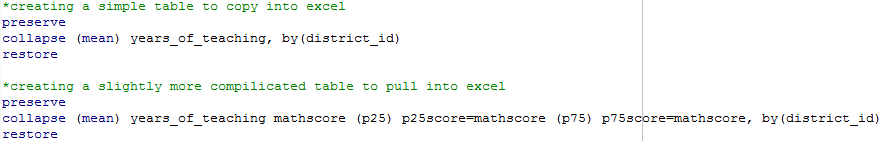 *creating a simple table to copy into excel
preserve
collapse (mean) years_of_teaching, by(district_id)
restore
*creating a slightly more compilicated table to pull into excel
preserve
collapse (mean) years_of_teaching mathscore (p25) p25score=mathscore (p75) p75score=mathscore, by(district_id)
restore